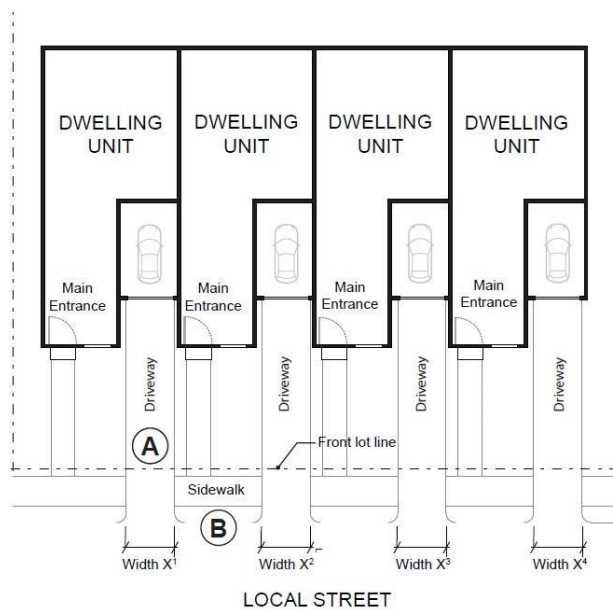 DWELLING
UNIT
DWELLING
UNIT
DWELLING
UNIT
DWELLING
UNIT
Main
Entrance
Main
Entrance
Main
Entrance
Main
Entrance
Driveway
Driveway
Driveway
Driveway
A
Front lot line
Sidewalk
B
Width X¹
Width X²
Width X³
Width X⁴
LOCAL STREET